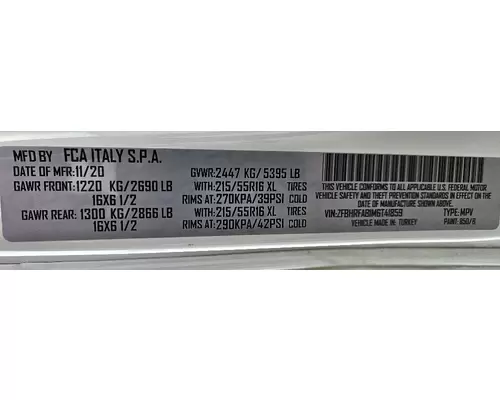 MFD BY FCA ITALY S.P.A.
DATE OF MFR: 11/20 GVWR: 2447 KG/5395 LB
GAWR FRONT: 1220 KG/2690 LB WITH: 215/55R16 XL TIRES
16X6 1/2 RIMS AT: 270KPA/39PSI COLD
GAWR REAR: 1300 KG/2866 LB WITH: 215/55R16 XL TIRES
16X6 1/2 RIMS AT: 290KPA/42PSI COLD
THIS VEHICLE CONFORMS TO ALL APPLICABLE U.S. FEDERAL MOTOR
VEHICLE SAFETY, BUMPER AND THEFT PREVENTION STANDARDS IN
EFFECT ON THE DATE OF MANUFACTURE SHOWN ABOVE.
VIN: TYPE: MPV
VEHICLE MADE IN: TURKEY PAINT: